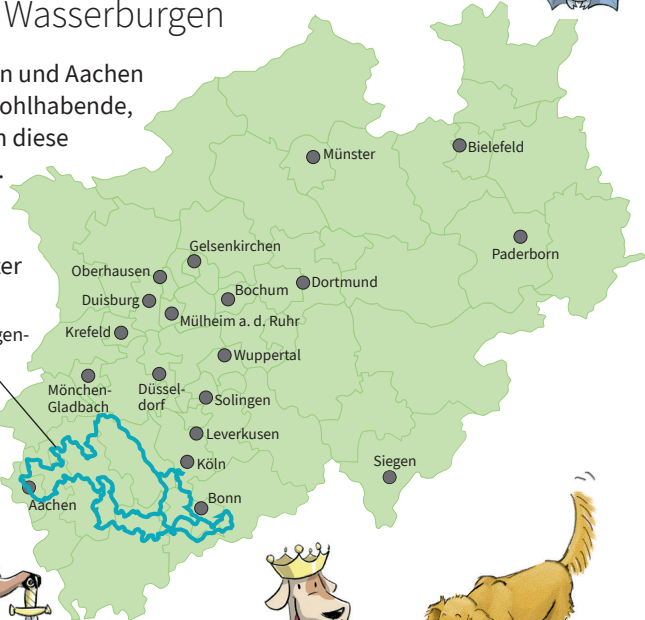 Wasserburgen
n und Aachen
ohlhabende,
n diese
Münster
Bielefeld
Paderborn
Gelsenkirchen
Oberhausen
Dortmund
Bochum
Duisburg
Mülheim a. d. Ruhr
Krefeld
gen-
Wuppertal
Mönchen-
Gladbach
Düssel-
dorf
Solingen
Leverkusen
Köln
Siegen
Bonn
Aachen